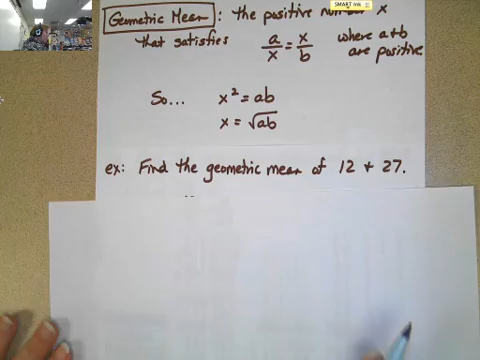 Geometric Mean : the positive number x
that satisfies a/x = x/b where a + b
are positive
So... x² = ab
x = √ab
ex: Find the geometric mean of 12 + 27.
SMART Ink